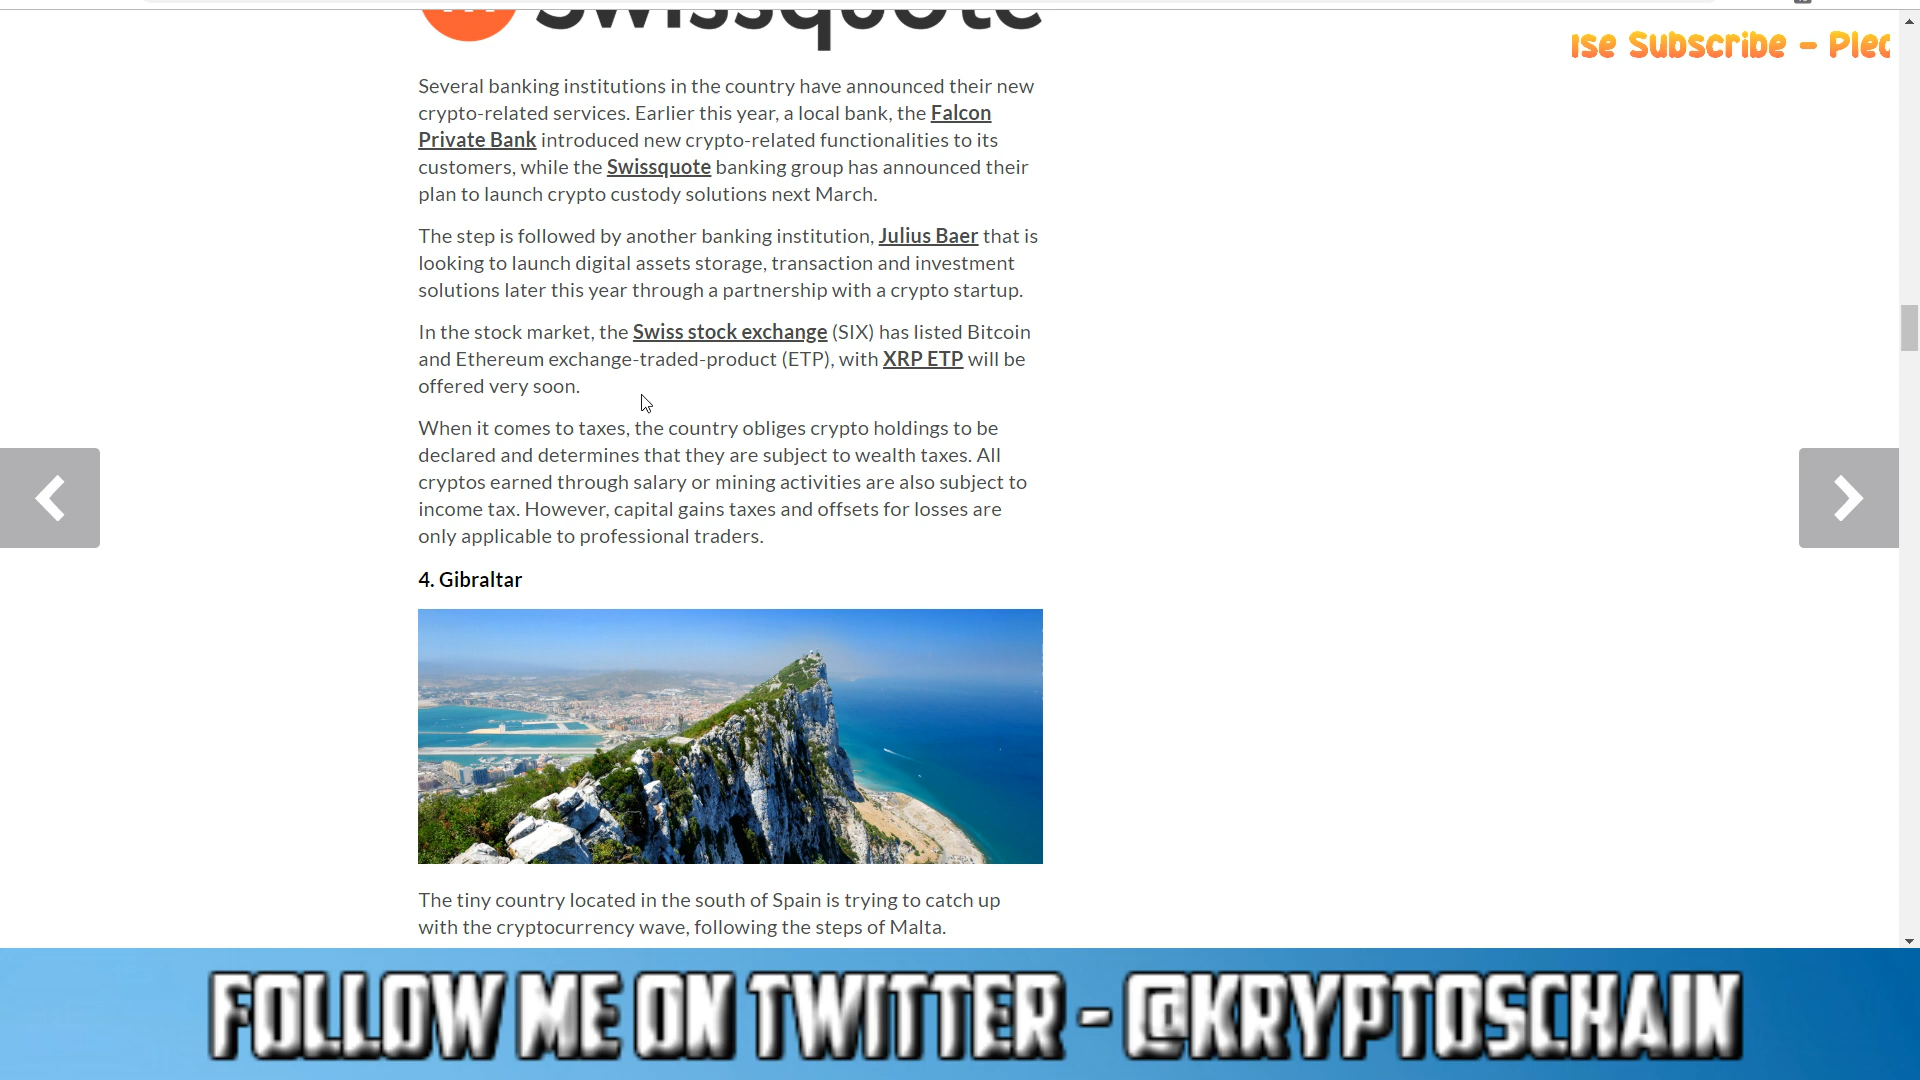 Swissquote
ise Subscribe - Plea
Several banking institutions in the country have announced their new
crypto-related services. Earlier this year, a local bank, the Falcon
Private Bank introduced new crypto-related functionalities to its
customers, while the Swissquote banking group has announced their
plan to launch crypto custody solutions next March.
The step is followed by another banking institution, Julius Baer that is
looking to launch digital assets storage, transaction and investment
solutions later this year through a partnership with a crypto startup.
In the stock market, the Swiss stock exchange (SIX) has listed Bitcoin
and Ethereum exchange-traded-product (ETP), with XRP ETP will be
offered very soon.
When it comes to taxes, the country obliges crypto holdings to be
declared and determines that they are subject to wealth taxes. All
cryptos earned through salary or mining activities are also subject to
income tax. However, capital gains taxes and offsets for losses are
only applicable to professional traders.
4. Gibraltar
The tiny country located in the south of Spain is trying to catch up
with the cryptocurrency wave, following the steps of Malta.
FOLLOW ME ON TWITTER - @KRYPTOSCHAIN